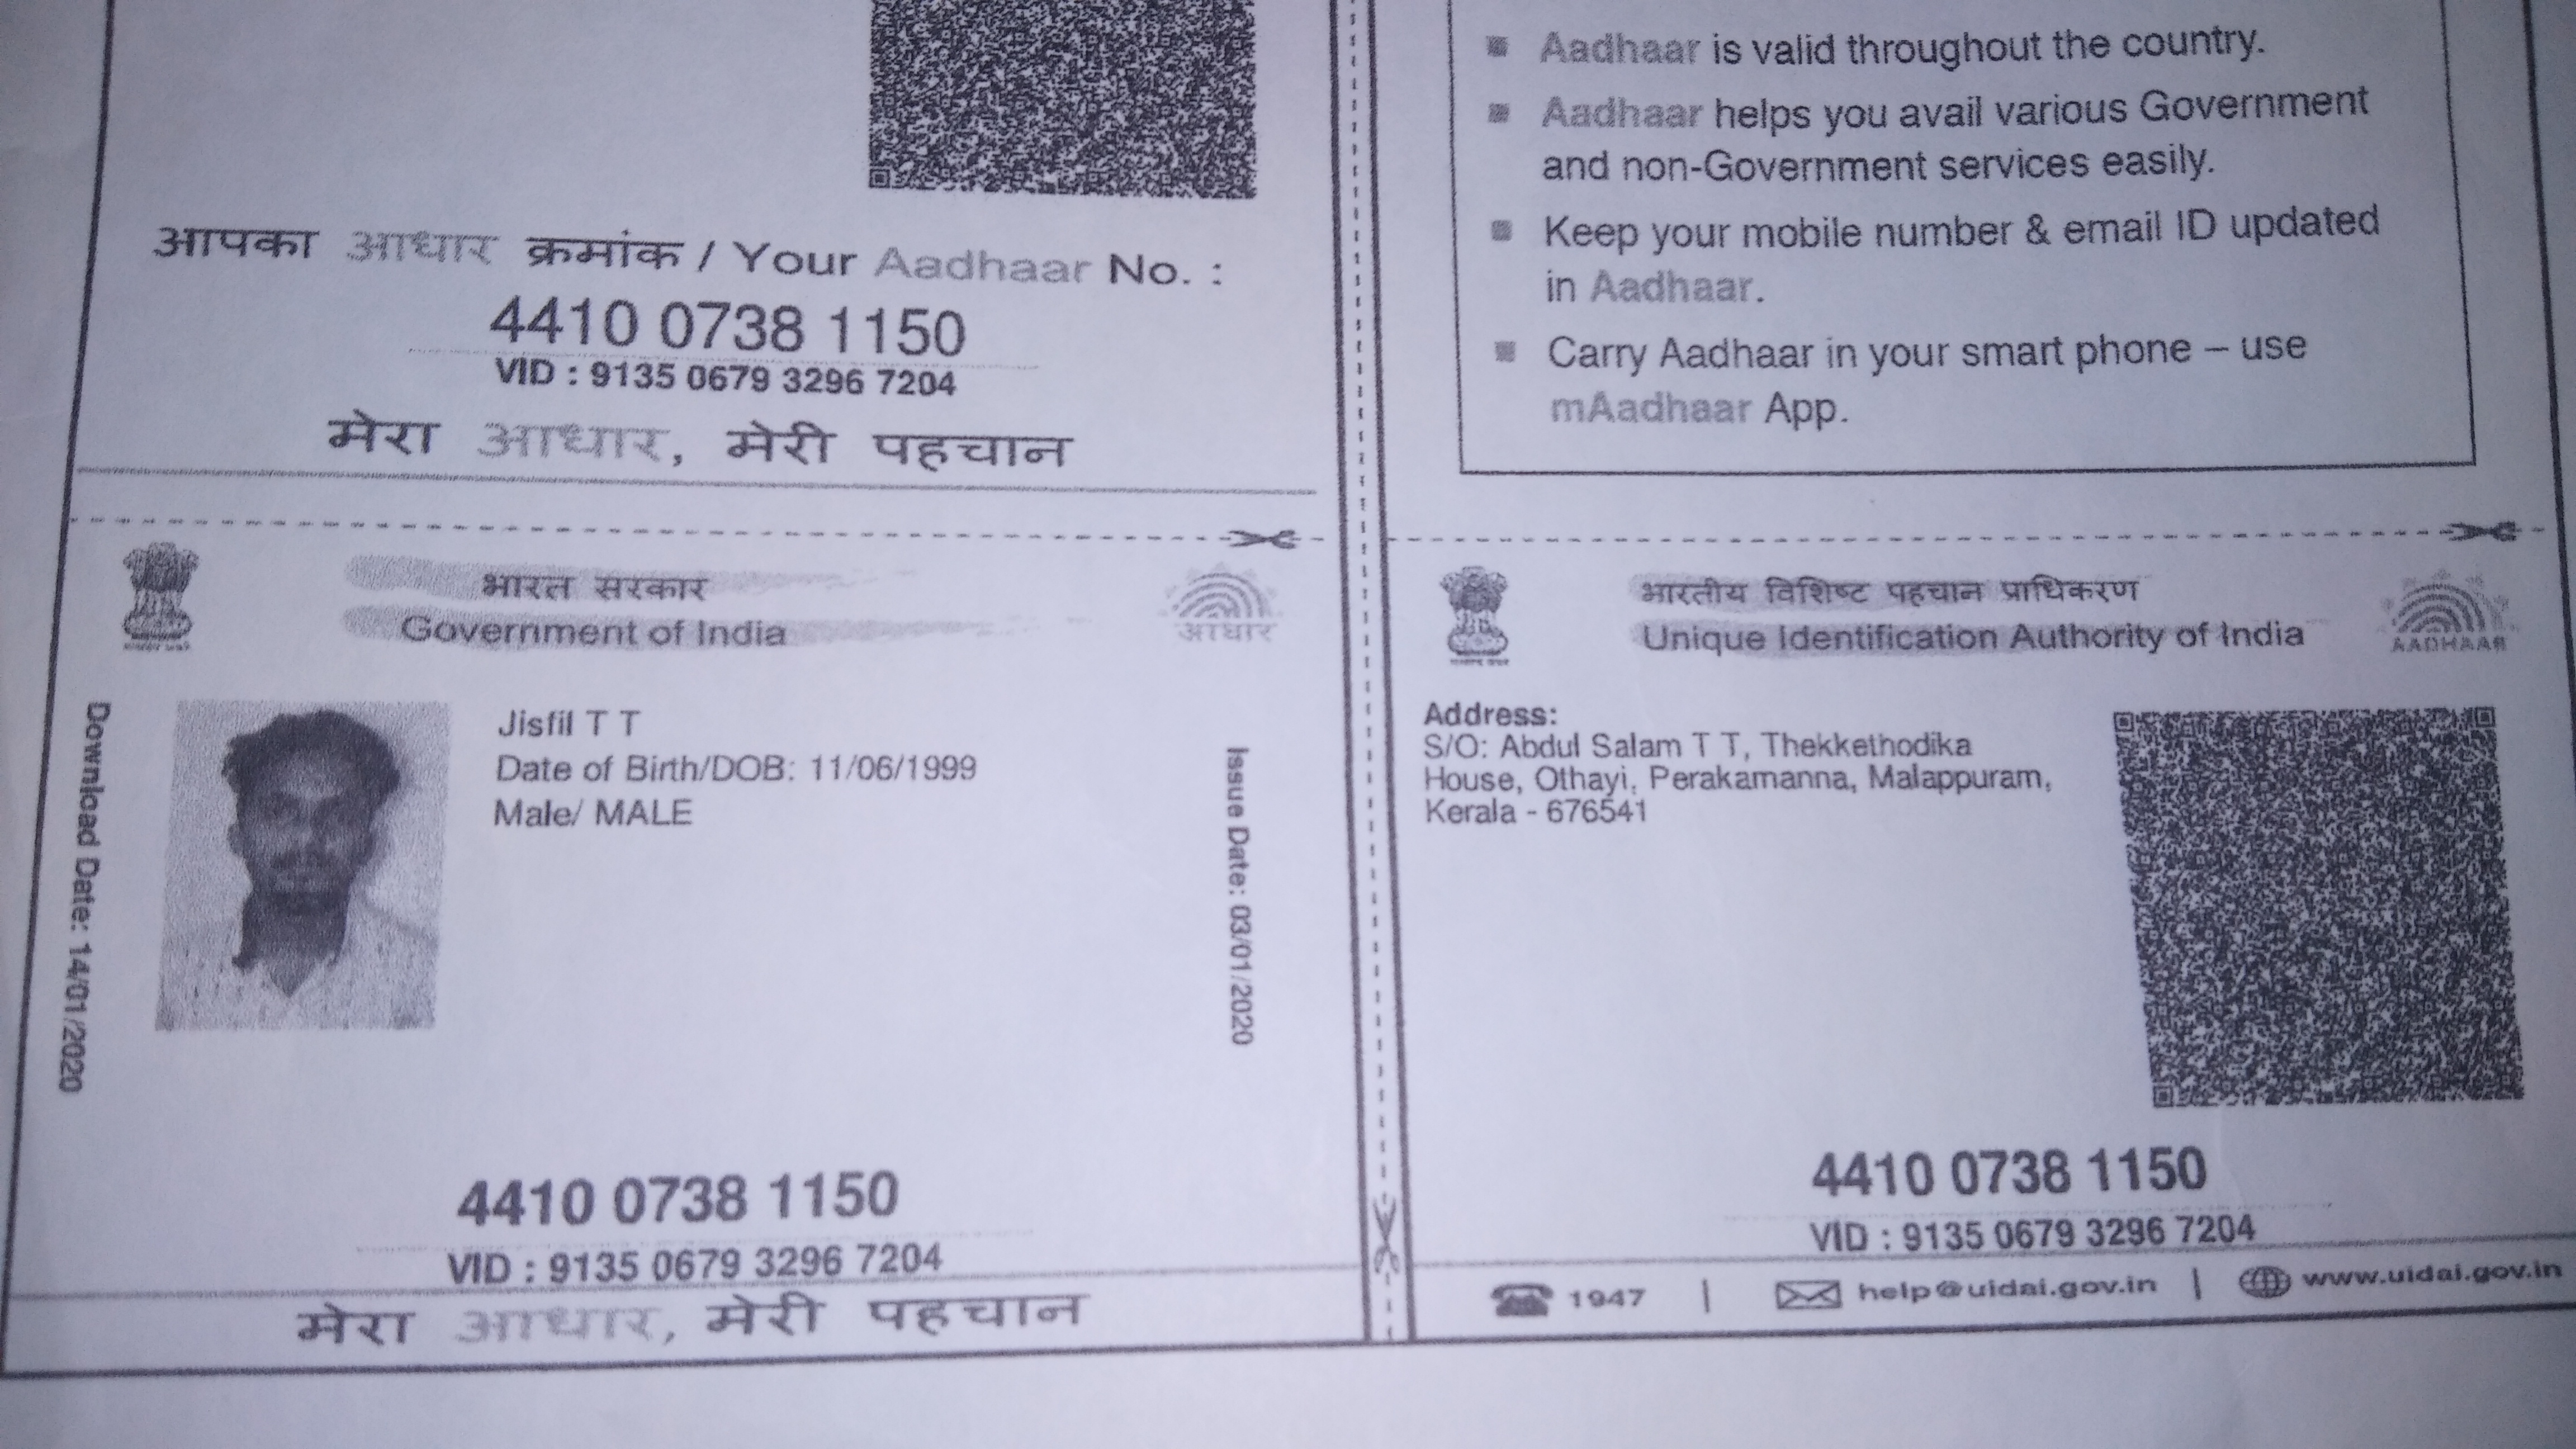 आपका आधार क्रमांक / Your Aadhaar No. :
4410 0738 1150
VID : 9135 0679 3296 7204
मेरा आधार, मेरी पहचान
Aadhaar is valid throughout the country.
Aadhaar helps you avail various Government
and non-Government services easily.
Keep your mobile number & email ID updated
in Aadhaar.
Carry Aadhaar in your smart phone – use
mAadhaar App.
भारत सरकार
Government of India
आधार
Download Date: 14/01/2020
Jisfil T T
Date of Birth/DOB: 11/06/1999
Male/ MALE
Issue Date: 03/01/2020
4410 0738 1150
VID : 9135 0679 3296 7204
मेरा आधार, मेरी पहचान
भारतीय विशिष्ट पहचान प्राधिकरण
Unique Identification Authority of India
AADHAAR
Address:
S/O: Abdul Salam T T, Thekkethodika
House, Othayi, Perakamanna, Malappuram,
Kerala - 676541
4410 0738 1150
VID : 9135 0679 3296 7204
1947 | help@uidai.gov.in | www.uidai.gov.in